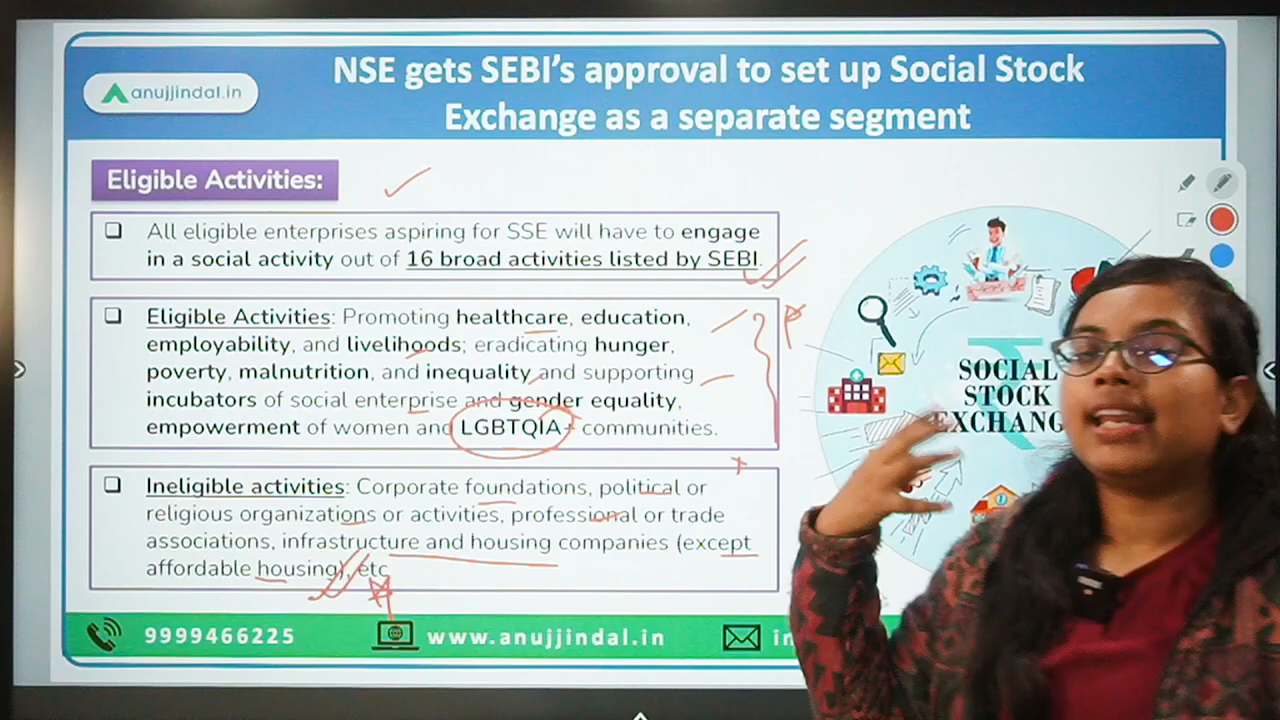 NSE gets SEBI's approval to set up Social Stock
Exchange as a separate segment
anujjindal.in
Eligible Activities:
All eligible enterprises aspiring for SSE will have to engage
in a social activity out of 16 broad activities listed by SEBI.
Eligible Activities: Promoting healthcare, education,
employability, and livelihoods; eradicating hunger,
poverty, malnutrition, and inequality and supporting
incubators of social enterprise and gender equality,
empowerment of women and LGBTQIA+ communities.
Ineligible activities: Corporate foundations, political or
religious organizations or activities, professional or trade
associations, infrastructure and housing companies (except
affordable housing), etc
SOCIAL
STOCK
9999466225
www.anujjindal.in